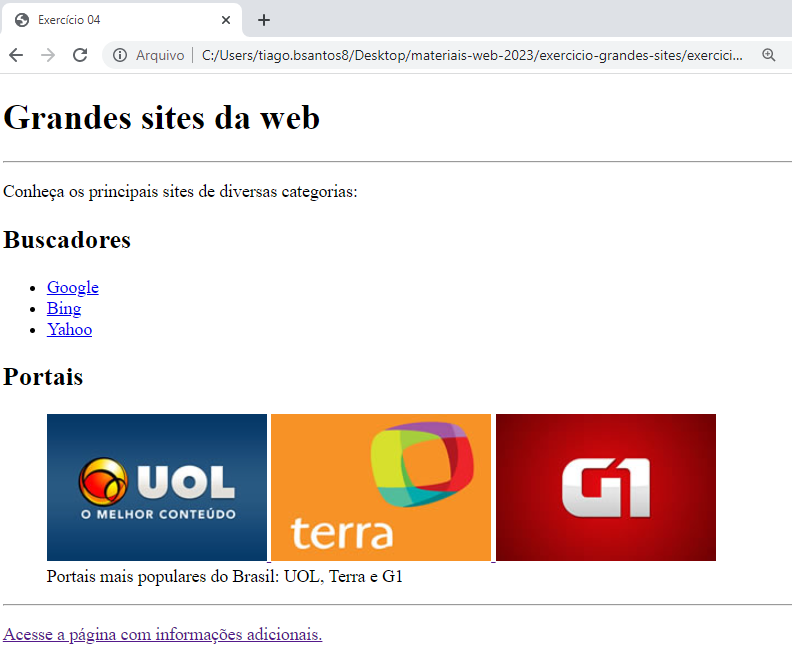 Exercício 04
Arquivo
C:/Users/tiago.bsantos8/Desktop/materiais-web-2023/exercicio-grandes-sites/exercici...
Grandes sites da web
Conheça os principais sites de diversas categorias:
Buscadores
Google
Bing
Yahoo
Portais
UOL
O MELHOR CONTEÚDO
terra
G1
Portais mais populares do Brasil: UOL, Terra e G1
Acesse a página com informações adicionais.